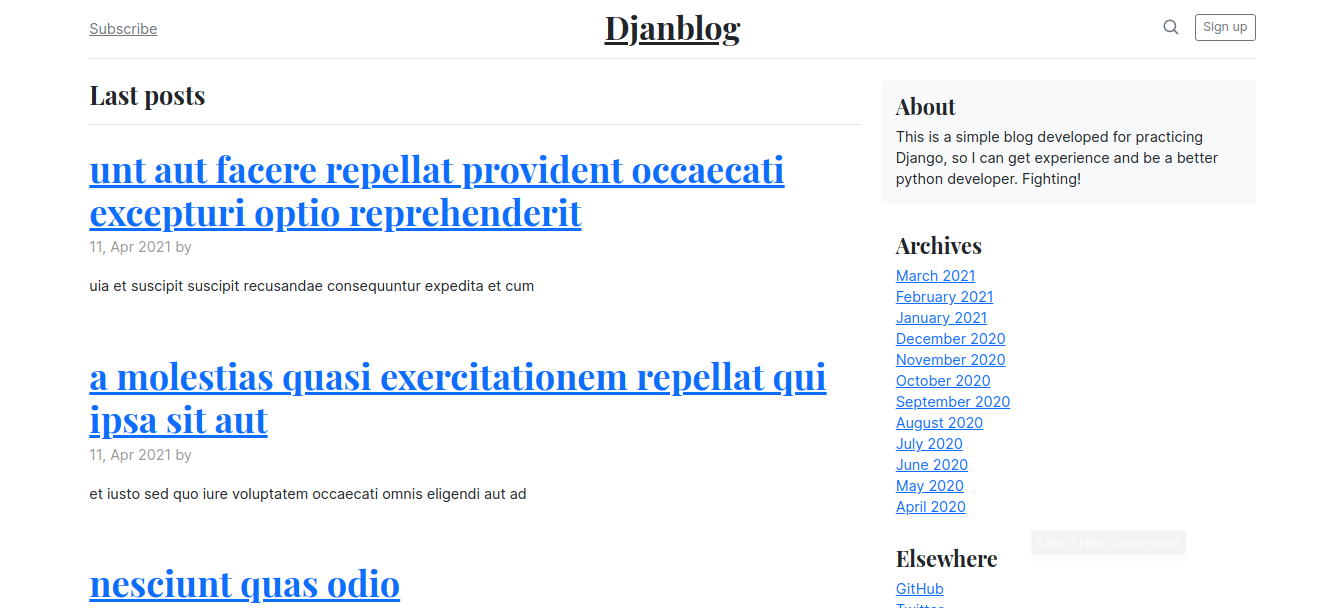 Subscribe
Djanblog
Sign up
Last posts
unt aut facere repellat provident occaecati
excepturi optio reprehenderit
11, Apr 2021 by
uia et suscipit suscipit recusandae consequuntur expedita et cum
a molestias quasi exercitationem repellat qui
ipsa sit aut
11, Apr 2021 by
et iusto sed quo iure voluptatem occaecati omnis eligendi aut ad
nesciunt quas odio
About
This is a simple blog developed for practicing
Django, so I can get experience and be a better
python developer. Fighting!
Archives
March 2021
February 2021
January 2021
December 2020
November 2020
October 2020
September 2020
August 2020
July 2020
June 2020
May 2020
April 2020
Take a New Screenshot
Elsewhere
GitHub
Twitter